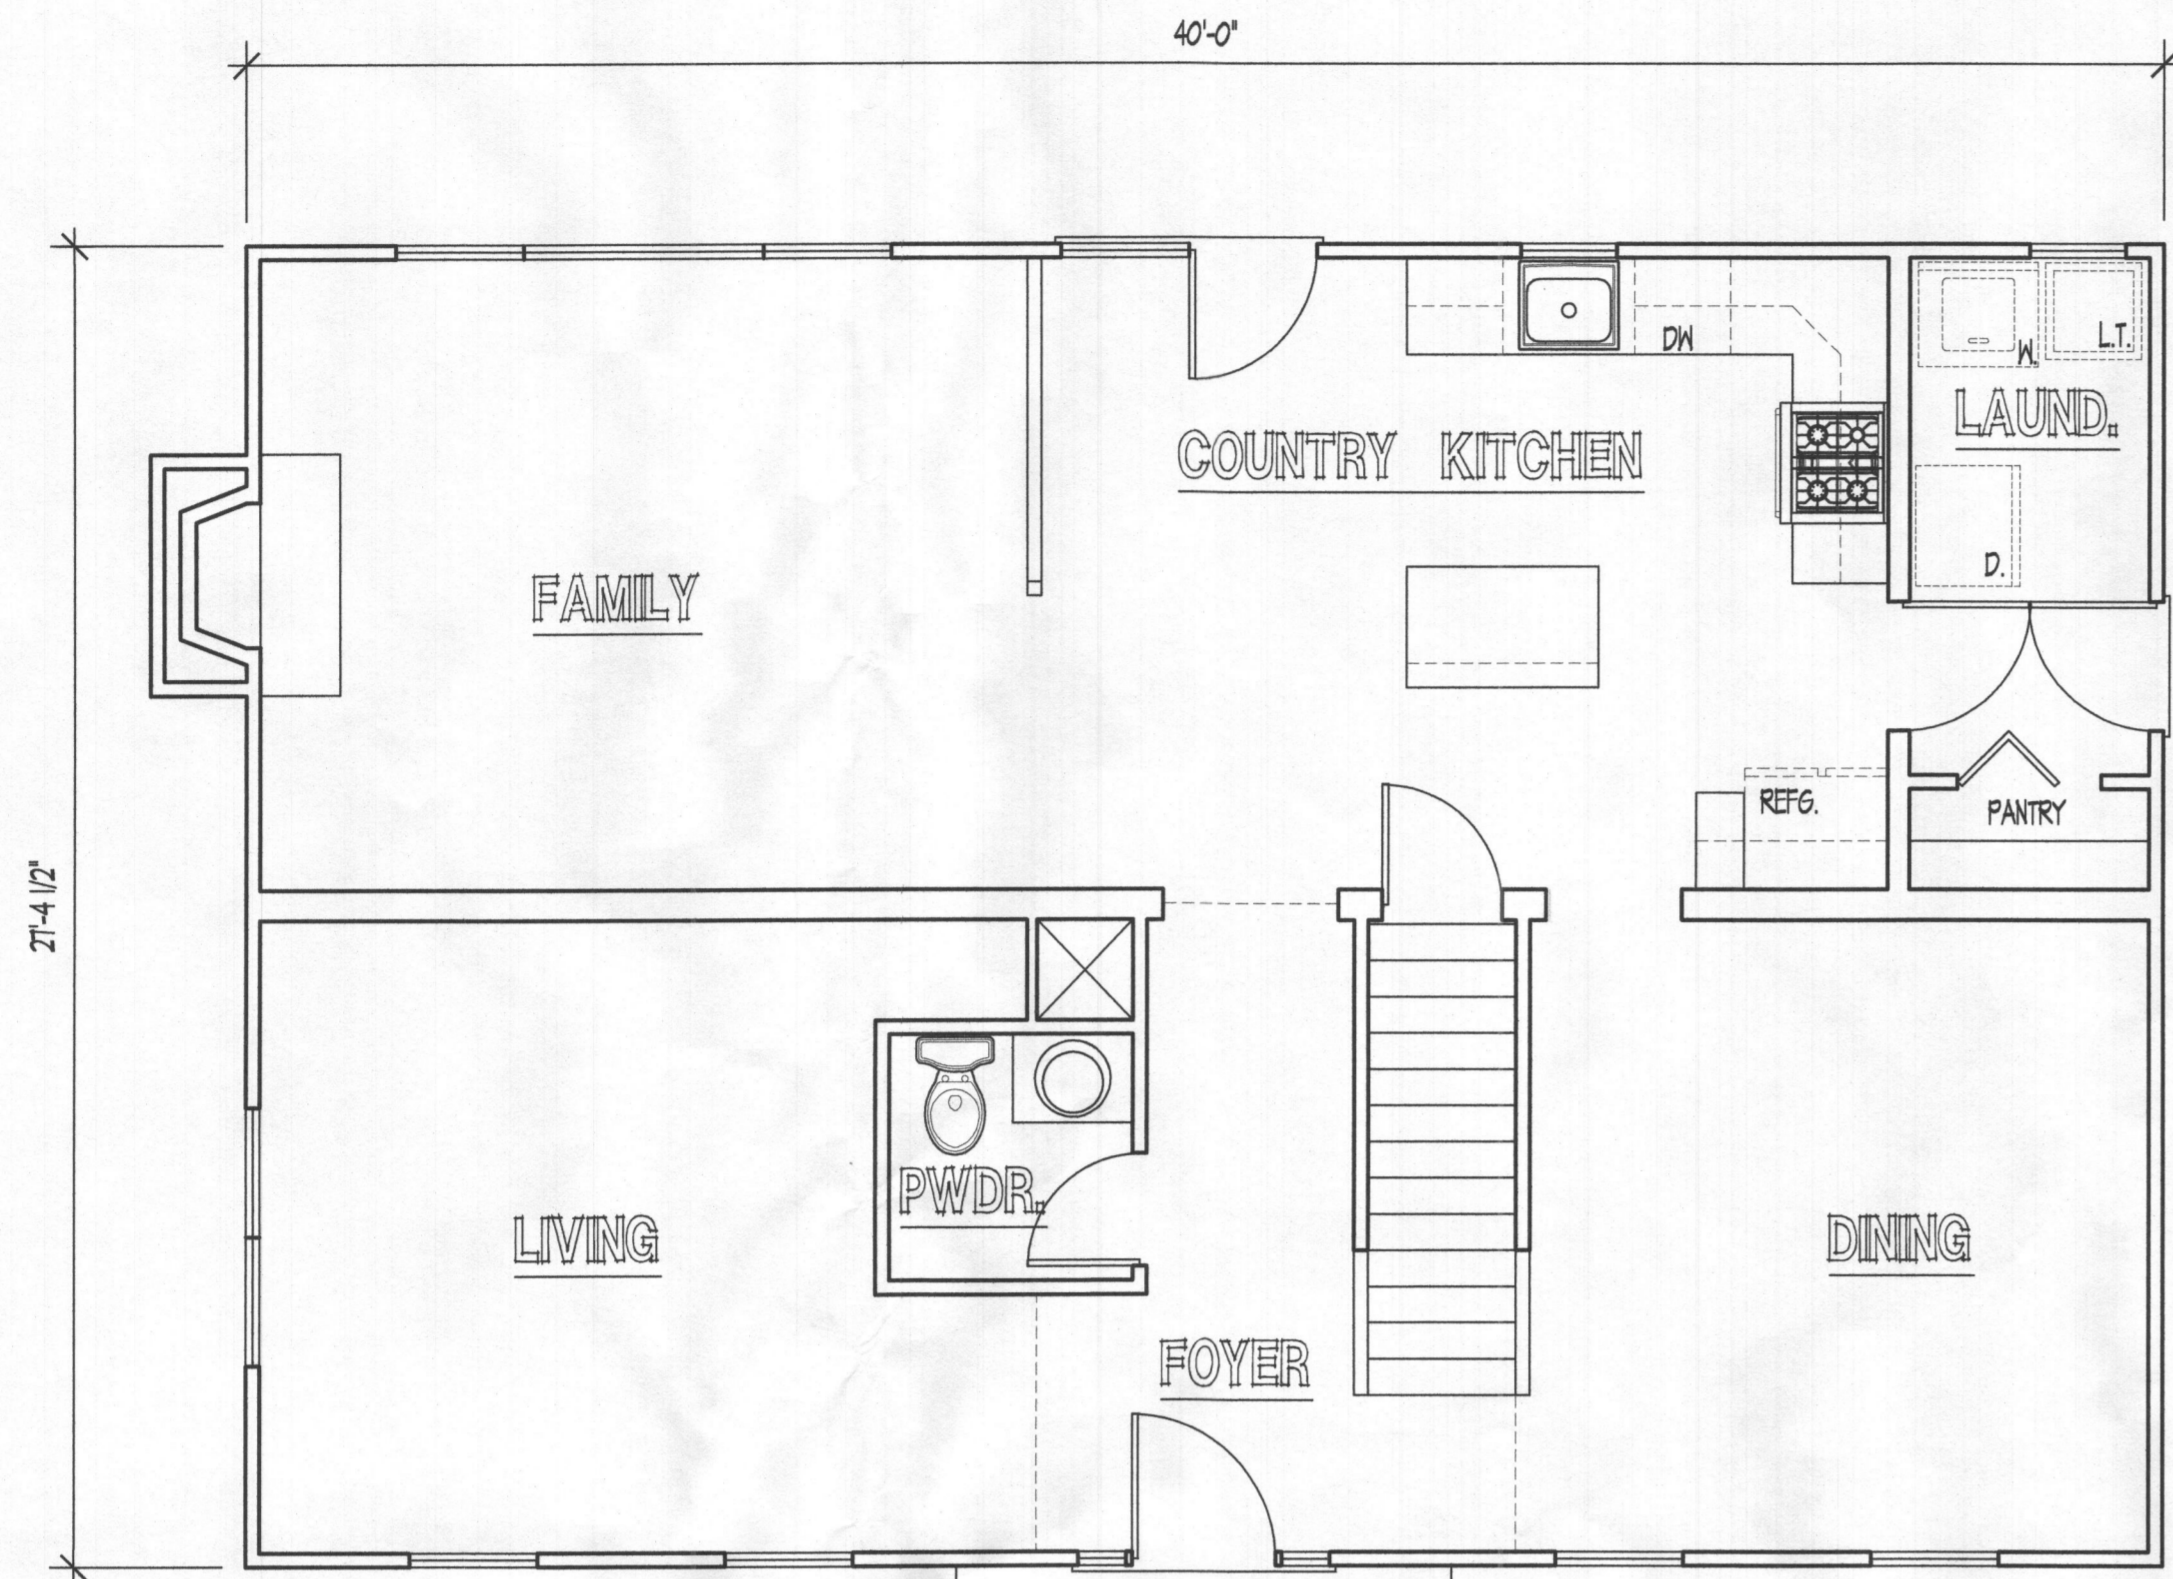 40'-0"
DW
W.
L.T.
LAUND.
COUNTRY KITCHEN
D.
FAMILY
REFG.
PANTRY
27'-4 1/2"
PWDR.
LIVING
DINING
FOYER